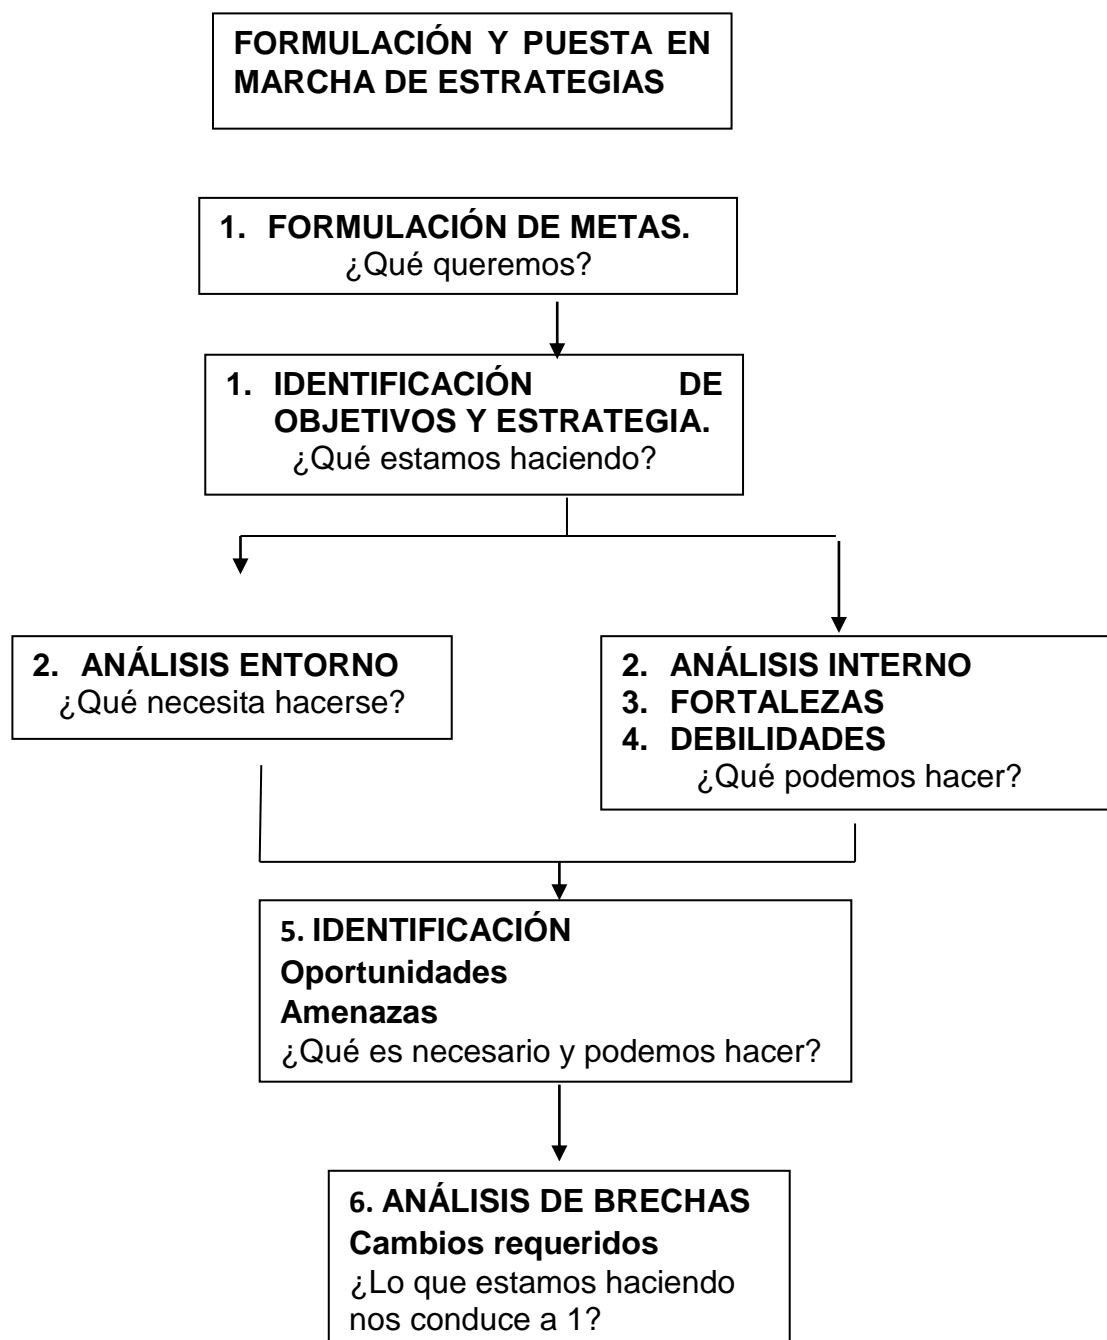 FORMULACIÓN Y PUESTA EN
MARCHA DE ESTRATEGIAS
1. FORMULACIÓN DE METAS.
¿Qué queremos?
1. IDENTIFICACIÓN DE
OBJETIVOS Y ESTRATEGIA.
¿Qué estamos haciendo?
2. ANÁLISIS ENTORNO
¿Qué necesita hacerse?
2. ANÁLISIS INTERNO
3. FORTALEZAS
4. DEBILIDADES
¿Qué podemos hacer?
5. IDENTIFICACIÓN
Oportunidades
Amenazas
¿Qué es necesario y podemos hacer?
6. ANÁLISIS DE BRECHAS
Cambios requeridos
¿Lo que estamos haciendo
nos conduce a 1?